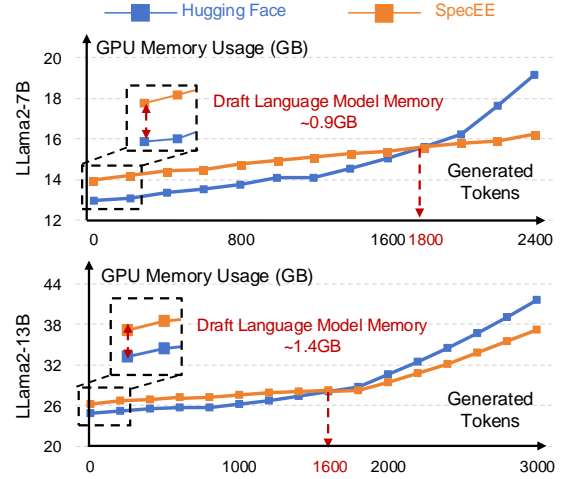 Hugging Face SpecEE
GPU Memory Usage (GB)
LLama2-7B
20
18
16
14
12
Draft Language Model Memory
~0.9GB
Generated
Tokens
0 800 1600 1800 2400
GPU Memory Usage (GB)
LLama2-13B
44
38
32
26
20
Draft Language Model Memory
~1.4GB
Generated
Tokens
0 1000 1600 2000 3000